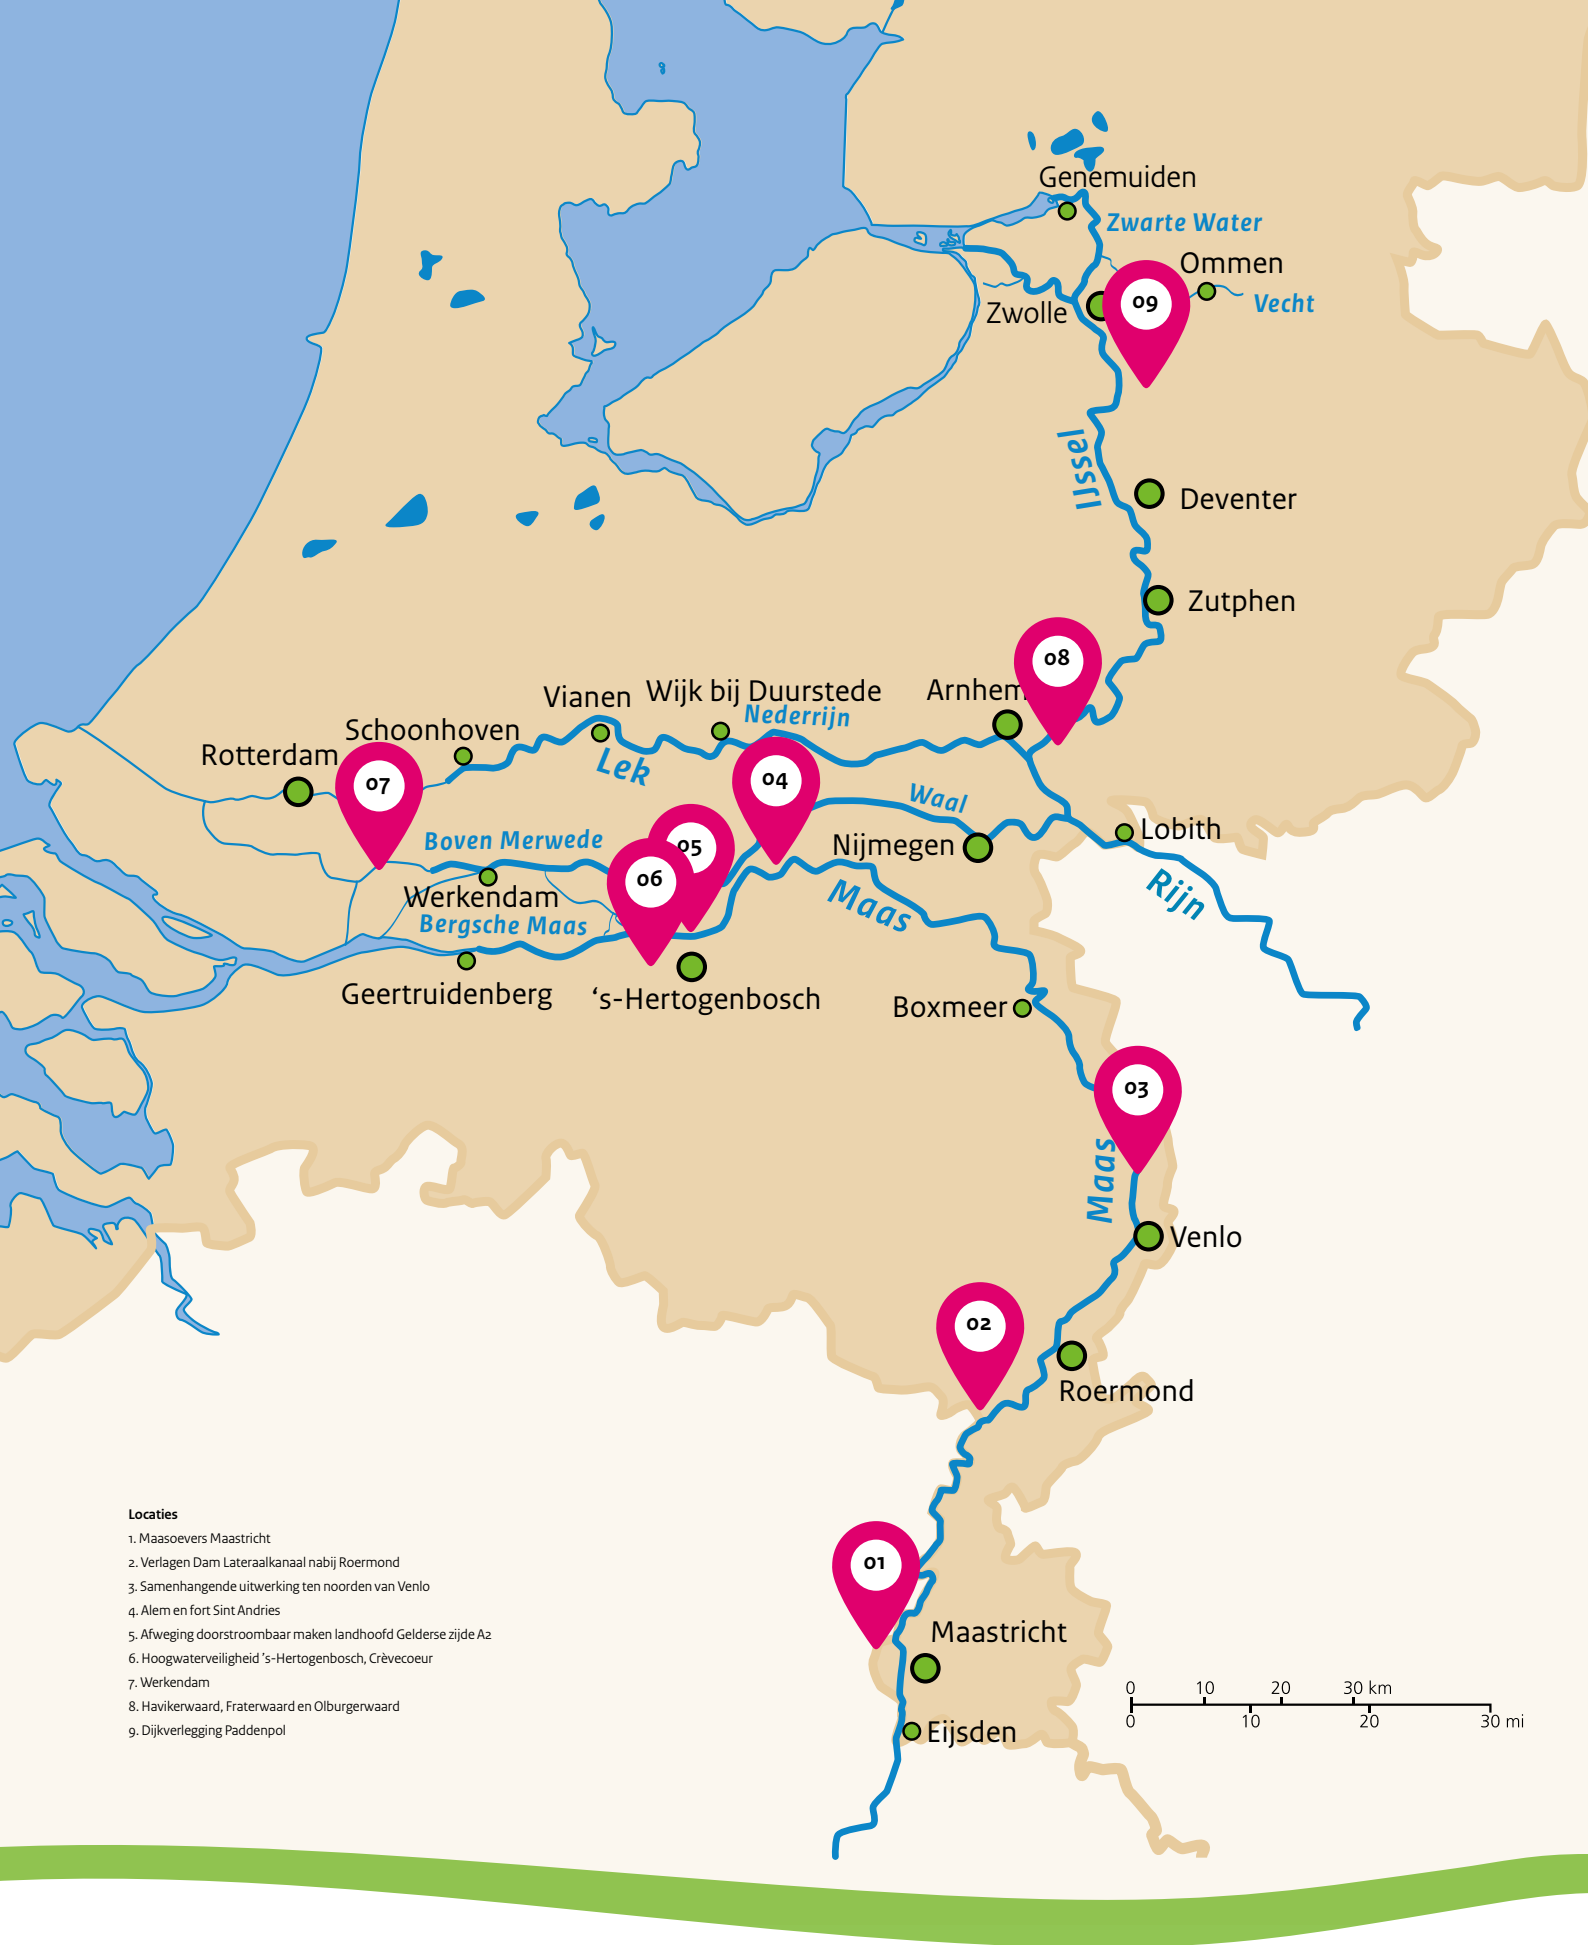 Genemuiden
Zwarte Water
Ommen
Vecht
Zwolle
09
IJssel
Deventer
Zutphen
08
Arnhem
Wijk bij Duurstede
Vianen
Nederrijn
Schoonhoven
Rotterdam
Lek
07
04
Waal
Lobith
Boven Merwede
05
Nijmegen
06
Werkendam
Maas
Rijn
Bergsche Maas
Geertruidenberg
‘s-Hertogenbosch
Boxmeer
03
Maas
Venlo
02
Roermond
Locaties
1. Maasoevers Maastricht
2. Verlagen Dam Lateraalkanaal nabij Roermond
3. Samenhangende uitwerking ten noorden van Venlo
4. Alem en fort Sint Andries
5. Afweging doorstroombaar maken landhoofd Gelderse zijde A2
6. Hoogwaterveiligheid 's-Hertogenbosch, Crèvecoeur
7. Werkendam
8. Havikerwaard, Fraterwaard en Olburgerwaard
9. Dijkverlegging Paddenpol
01
Maastricht
Eijsden
0 10 20 30 km
0 10 20 30 mi